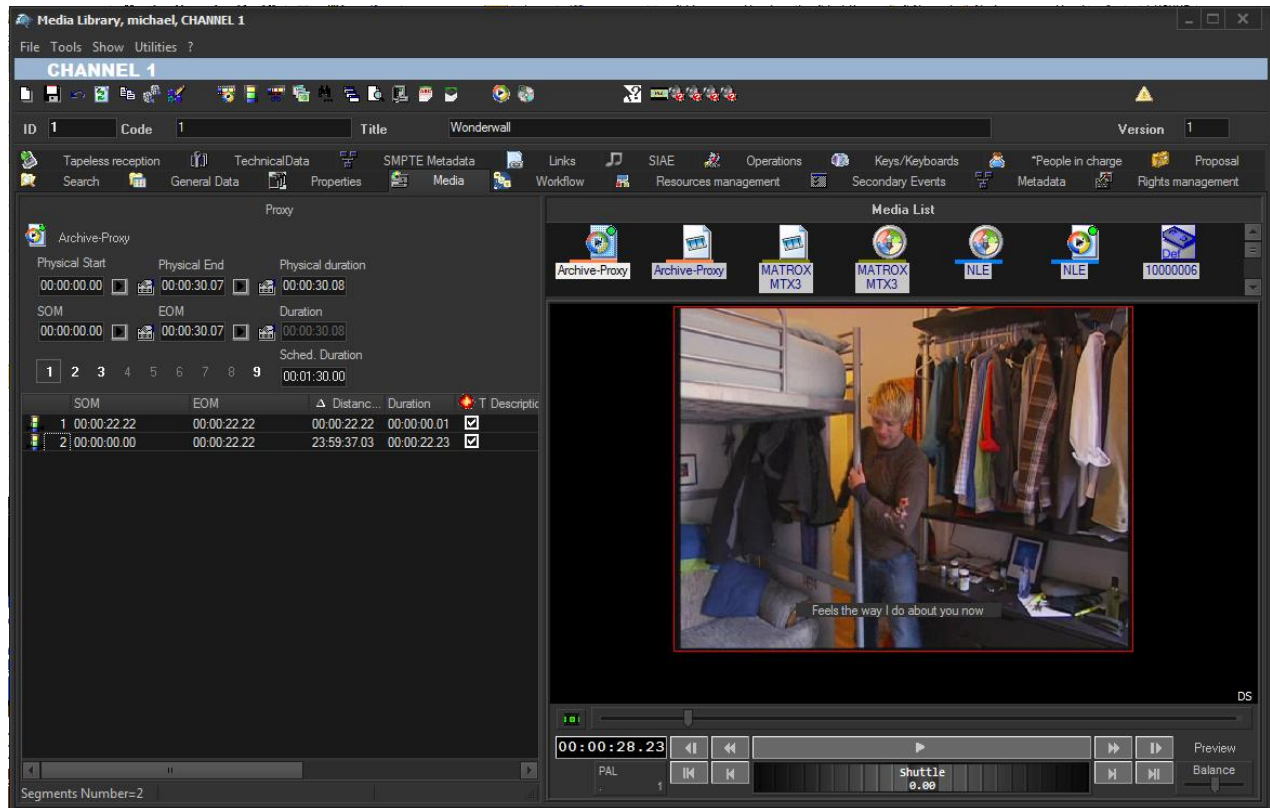 Media Library, michael, CHANNEL 1
File Tools Show Utilities ?
CHANNEL 1
ID 1 Code 1 Title Wonderwall Version 1
Tapeless reception TechnicalData SMPTE Metadata Links SIAE Operations Keys/Keyboards *People in charge Proposal
Search General Data Properties Media Workflow Resources management Secondary Events Metadata Rights management
Proxy
Archive-Proxy
Physical Start Physical End Physical duration
00:00:00.00 00:00:30.07 00:00:30.08
SOM EOM Duration
00:00:00.00 00:00:30.07 00:00:30.08
Sched. Duration
1 2 3 4 5 6 7 8 9 00:01:30.00
SOM EOM Distanc... Duration T Descriptic
1 00:00:22.22 00:00:22.22 00:00:22.22 00:00:00.01
2 00:00:00.00 00:00:22.22 23:59:37.03 00:00:22.23
Segments Number=2
Media List
Archive-Proxy Archive-Proxy MATROX MTX3 MATROX MTX3 NLE NLE Def 10000006
Feels the way I do about you now
DS
00:00:28.23 Preview
PAL 1 Shuttle Balance
0.00